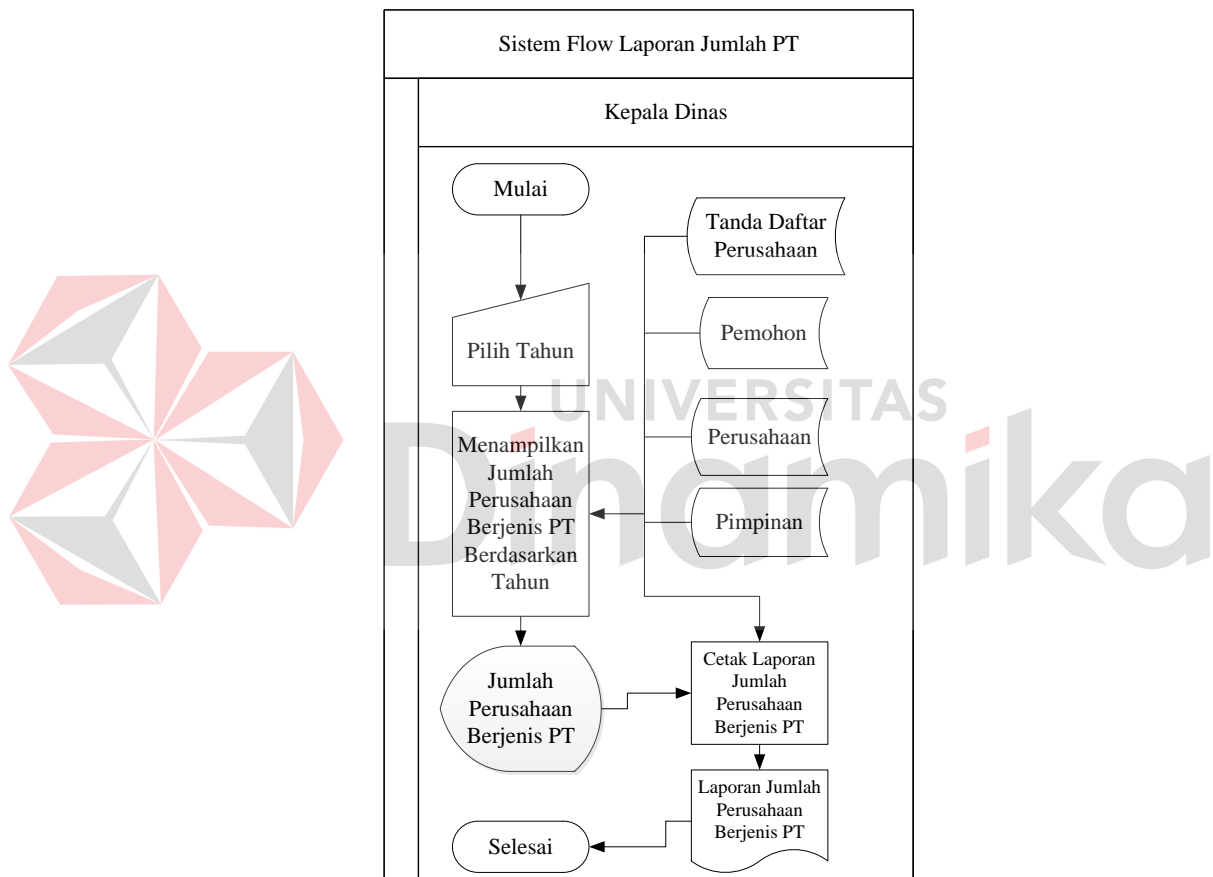 Sistem Flow Laporan Jumlah PT
Kepala Dinas
Mulai
Tanda Daftar
Perusahaan
Pilih Tahun
Pemohon
UNIVERSITAS
Dinamika
Perusahaan
Menampilkan
Jumlah
Perusahaan
Berjenis PT
Berdasarkan
Tahun
Pimpinan
Jumlah
Perusahaan
Berjenis PT
Cetak Laporan
Jumlah
Perusahaan
Berjenis PT
Laporan Jumlah
Perusahaan
Berjenis PT
Selesai